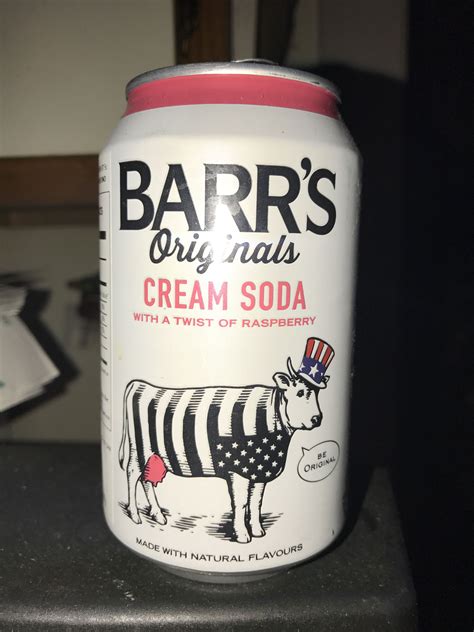 BARR'S
Originals
CREAM SODA
WITH A TWIST OF RASPBERRY
BE
ORIGINAL
MADE WITH NATURAL FLAVOURS